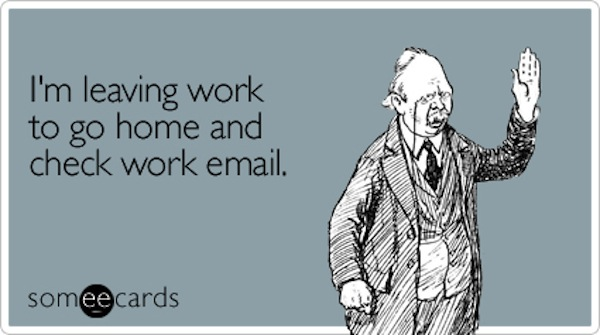 I'm leaving work
to go home and
check work email.
someecards